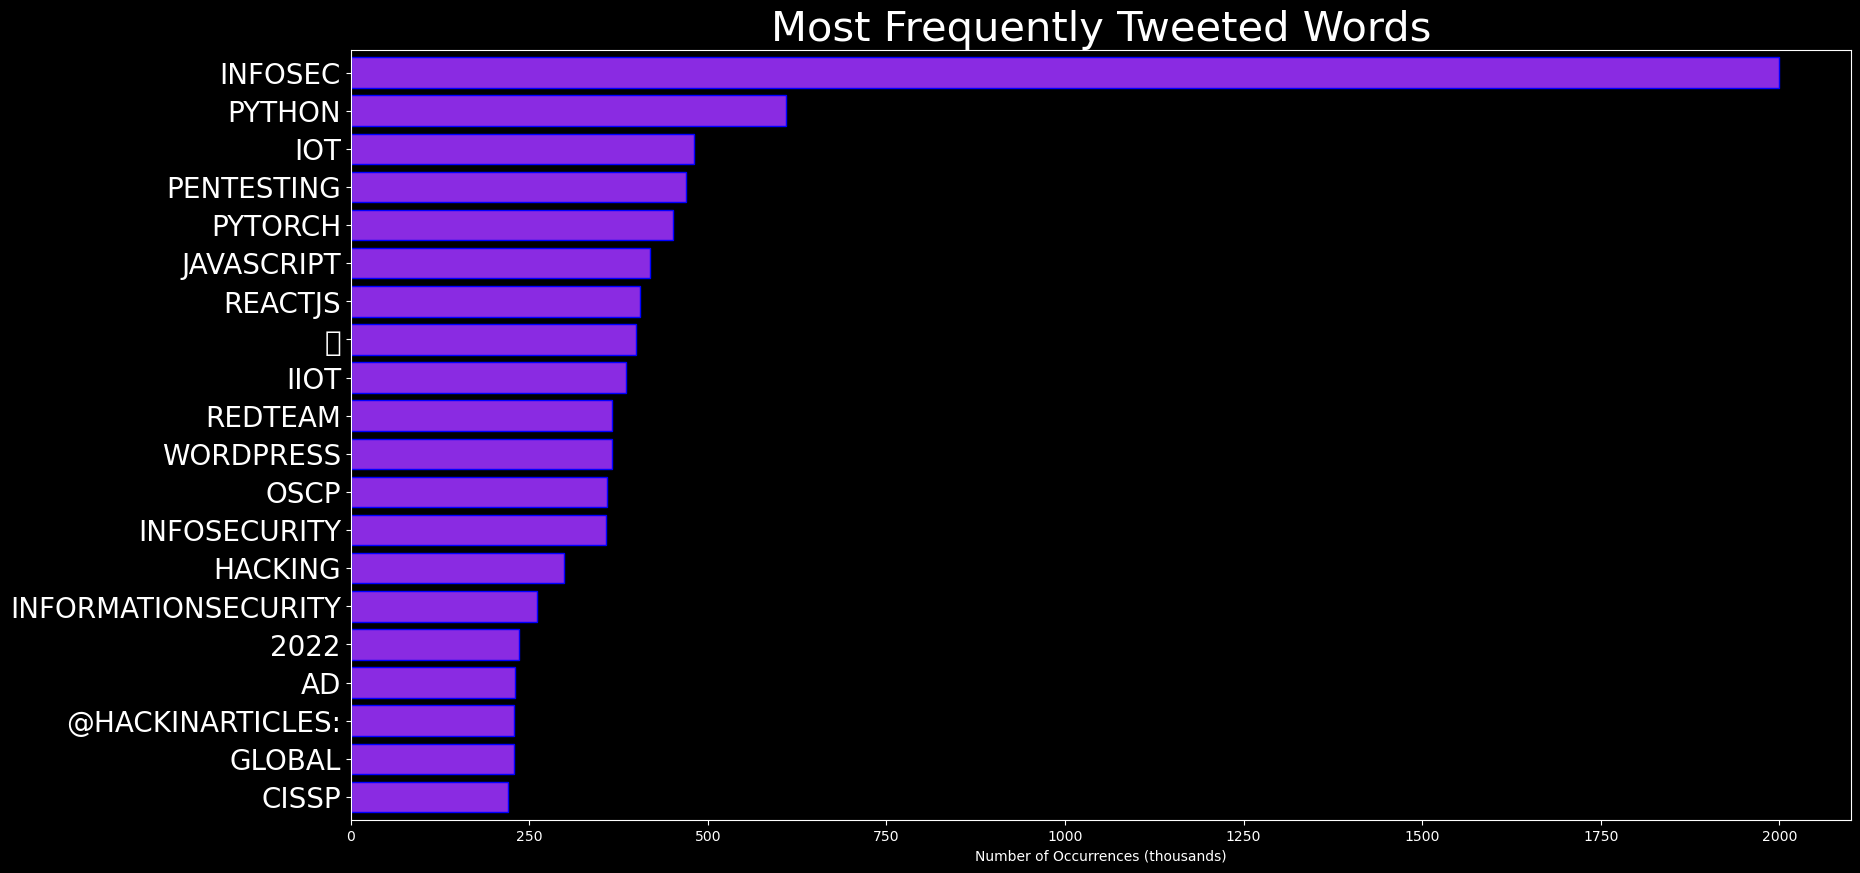 Most Frequently Tweeted Words
INFOSEC
PYTHON
IOT
PENTESTING
PYTORCH
JAVASCRIPT
REACTJS
IIOT
REDTEAM
WORDPRESS
OSCP
INFOSECURITY
HACKING
INFORMATIONSECURITY
2022
AD
@HACKINARTICLES:
GLOBAL
CISSP
0 250 500 750 1000 1250 1500 1750 2000
Number of Occurrences (thousands)